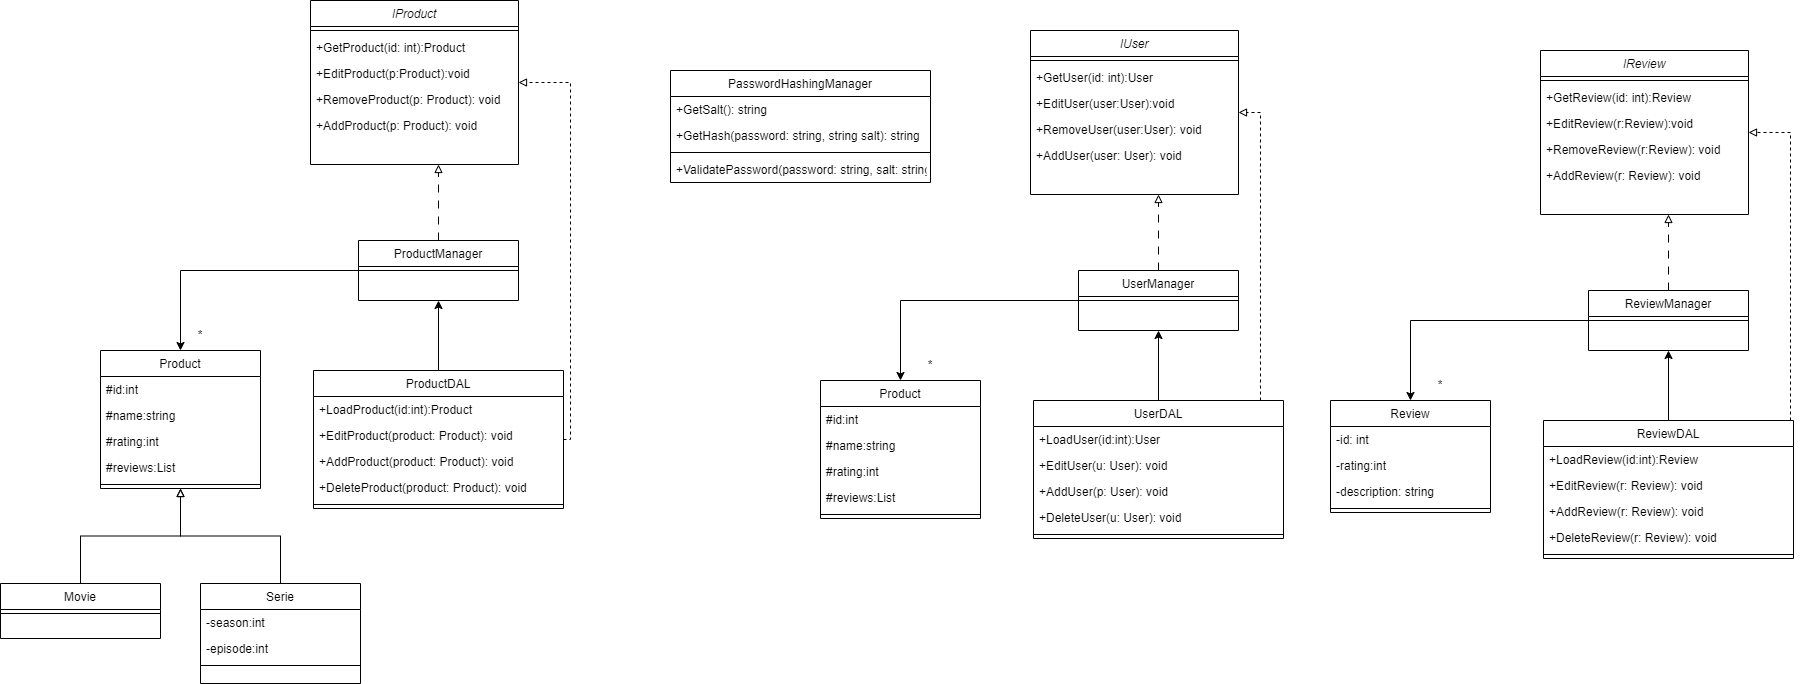 IProduct
+GetProduct(id: int):Product
+EditProduct(p:Product):void
+RemoveProduct(p: Product): void
+AddProduct(p: Product): void
ProductManager
*
Product
#id:int
#name:string
#rating:int
#reviews:List
ProductDAL
+LoadProduct(id:int):Product
+EditProduct(product: Product): void
+AddProduct(product: Product): void
+DeleteProduct(product: Product): void
Movie
Serie
-season:int
-episode:int
PasswordHashingManager
+GetSalt(): string
+GetHash(password: string, string salt): string
+ValidatePassword(password: string, salt: string
IUser
+GetUser(id: int):User
+EditUser(user:User):void
+RemoveUser(user:User): void
+AddUser(user: User): void
UserManager
*
Product
#id:int
#name:string
#rating:int
#reviews:List
UserDAL
+LoadUser(id:int):User
+EditUser(u: User): void
+AddUser(p: User): void
+DeleteUser(u: User): void
IReview
+GetReview(id: int):Review
+EditReview(r:Review):void
+RemoveReview(r:Review): void
+AddReview(r: Review): void
ReviewManager
*
Review
-id: int
-rating:int
-description: string
ReviewDAL
+LoadReview(id:int):Review
+EditReview(r: Review): void
+AddReview(r: Review): void
+DeleteReview(r: Review): void